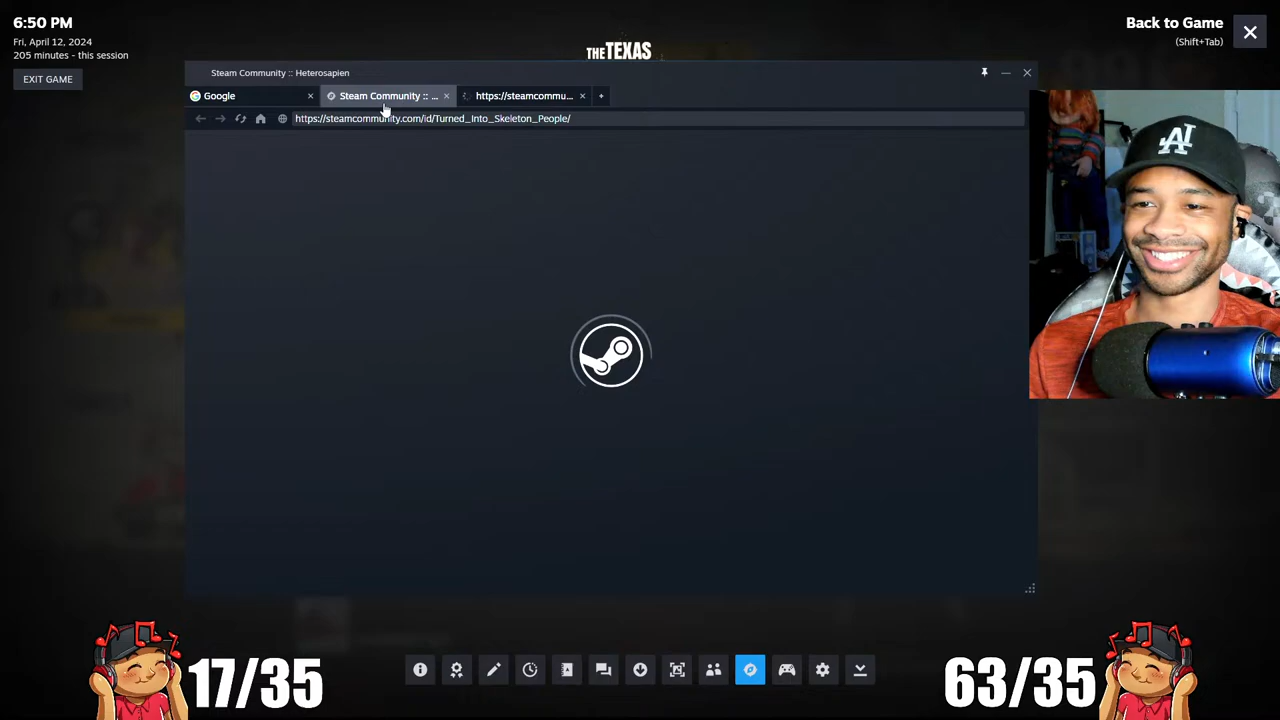 6:50 PM
Fri, April 12, 2024
205 minutes - this session
EXIT GAME
THE TEXAS
Back to Game
(Shift+Tab)
Steam Community :: Heterosapien
Google
Steam Community :: ...
https://steamcommu...
https://steamcommunity.com/id/Turned_Into_Skeleton_People/
17/35
63/35